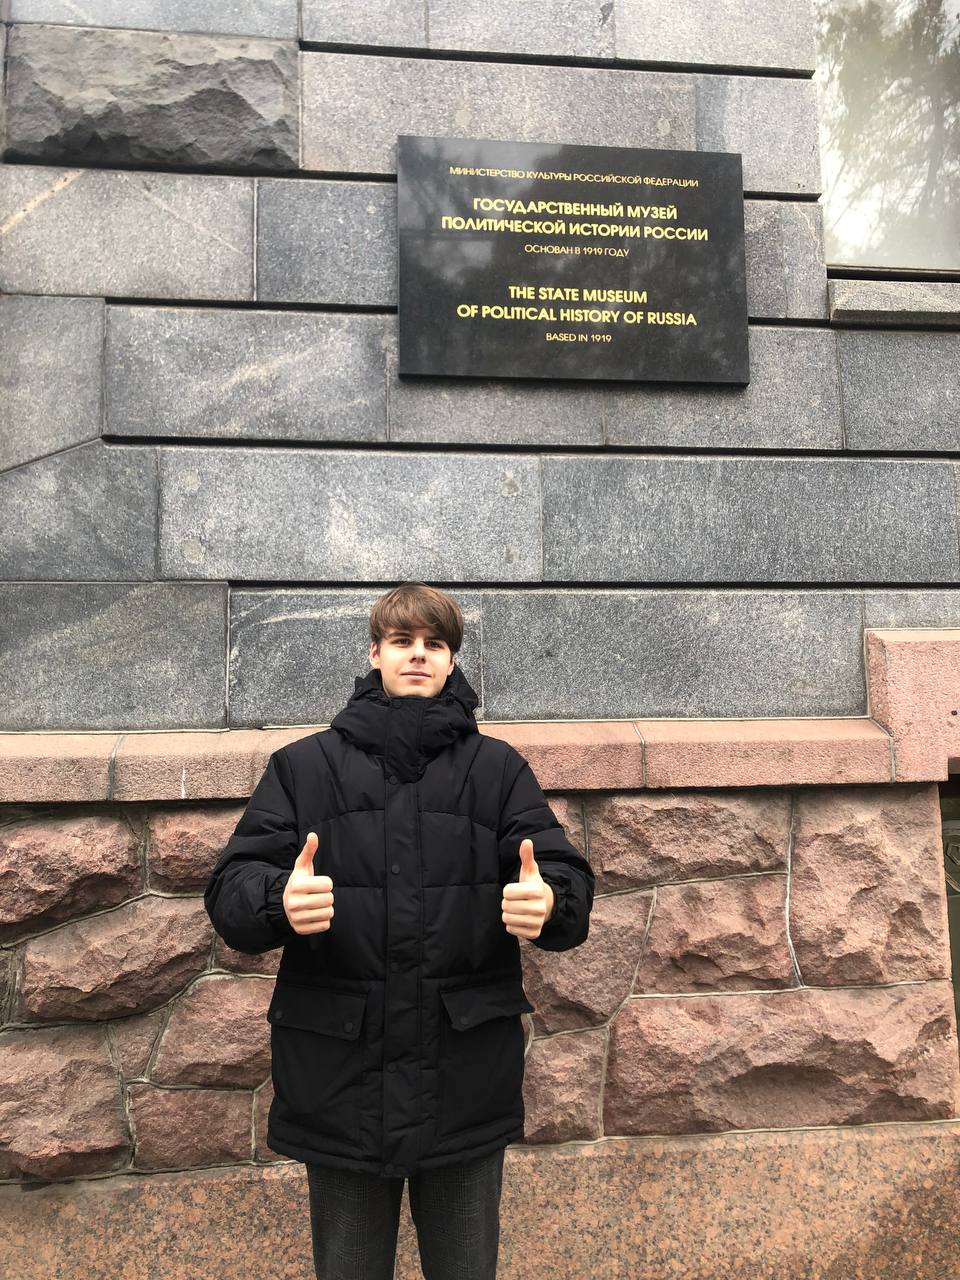 МИНИСТЕРСТВО КУЛЬТУРЫ РОССИЙСКОЙ ФЕДЕРАЦИИ
ГОСУДАРСТВЕННЫЙ МУЗЕЙ
ПОЛИТИЧЕСКОЙ ИСТОРИИ РОССИИ
ОСНОВАН В 1919 ГОДУ
THE STATE MUSEUM
OF POLITICAL HISTORY OF RUSSIA
BASED IN 1919